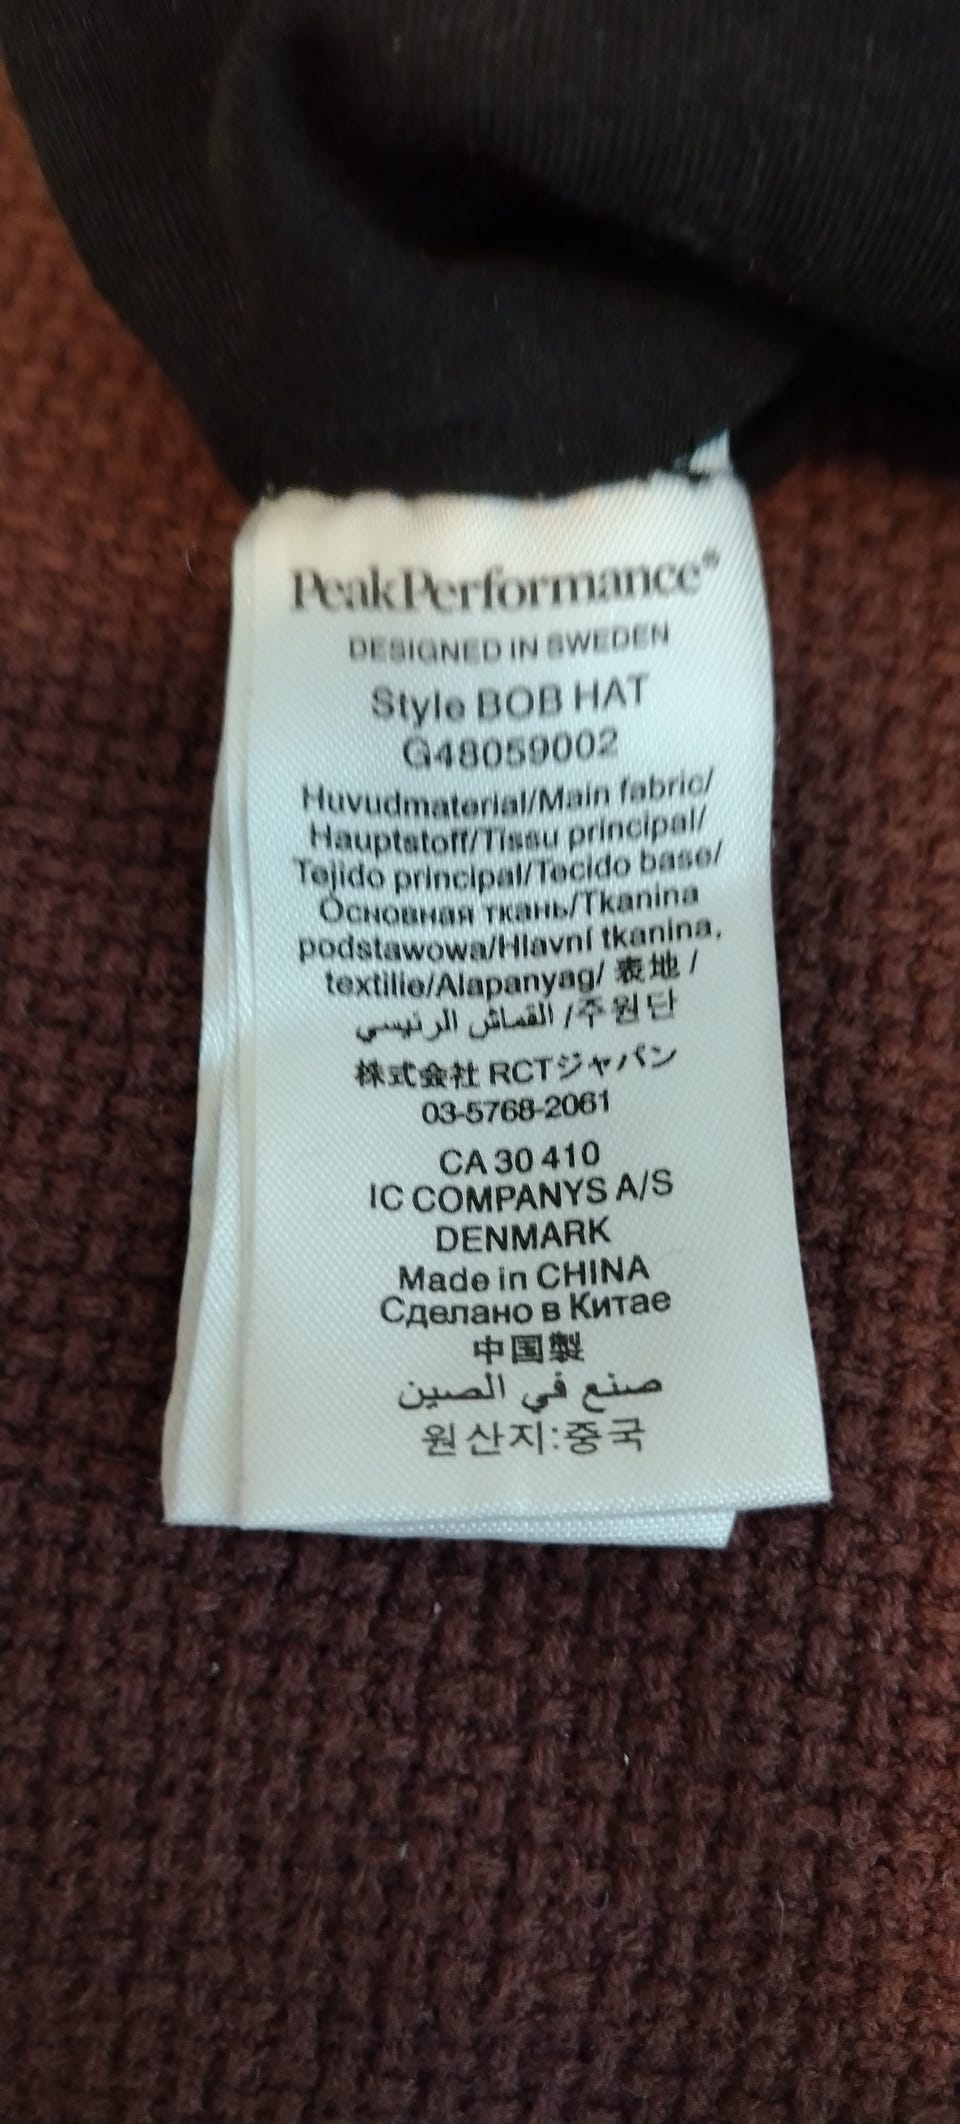 PeakPerformance®
DESIGNED IN SWEDEN
Style BOB HAT
G48059002
Huvudmaterial/Main fabric/
Hauptstoff/Tissu principal/
Tejido principal/Tecido base/
Основная ткань/Tkanina
podstawowa/Hlavní tkanina,
textilie/Alapanyag/ 表地 /
القماش الرئيسي /주원단
株式会社 RCTジャパン
03-5768-2061
CA 30 410
IC COMPANYS A/S
DENMARK
Made in CHINA
Сделано в Китае
中国製
صنع في الصين
원산지:중국